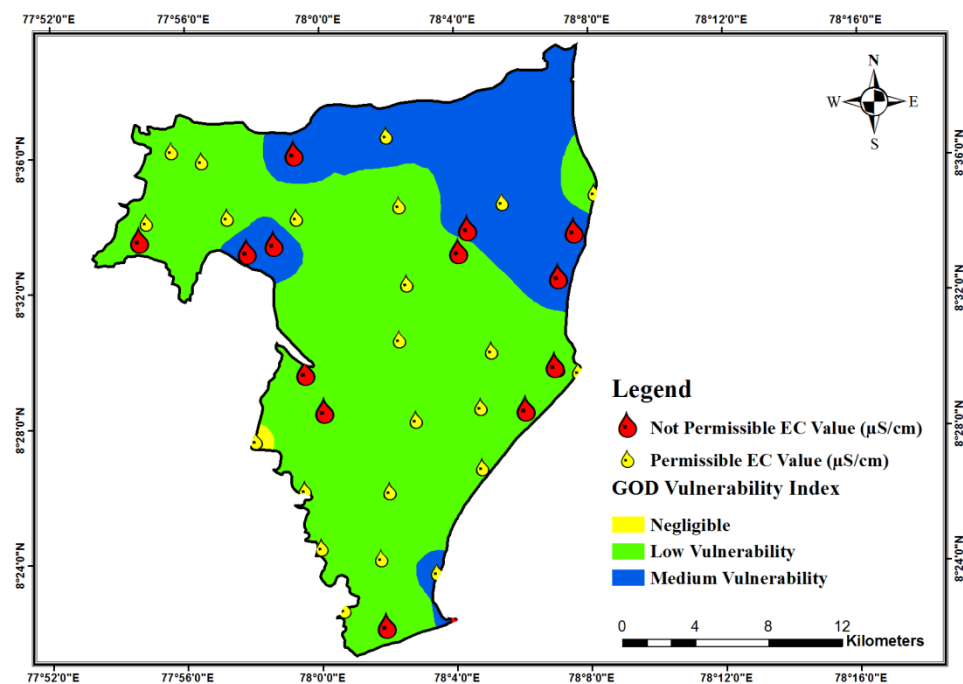 77°52'0"E 77°56'0"E 78°0'0"E 78°4'0"E 78°8'0"E 78°12'0"E 78°16'0"E
N
W E
S
8°36'0"N 8°36'0"N
8°32'0"N 8°32'0"N
8°28'0"N 8°28'0"N
8°24'0"N 8°24'0"N
Legend
Not Permissible EC Value (µS/cm)
Permissible EC Value (µS/cm)
GOD Vulnerability Index
Negligible
Low Vulnerability
Medium Vulnerability
0 4 8 12
Kilometers
77°52'0"E 77°56'0"E 78°0'0"E 78°4'0"E 78°8'0"E 78°12'0"E 78°16'0"E